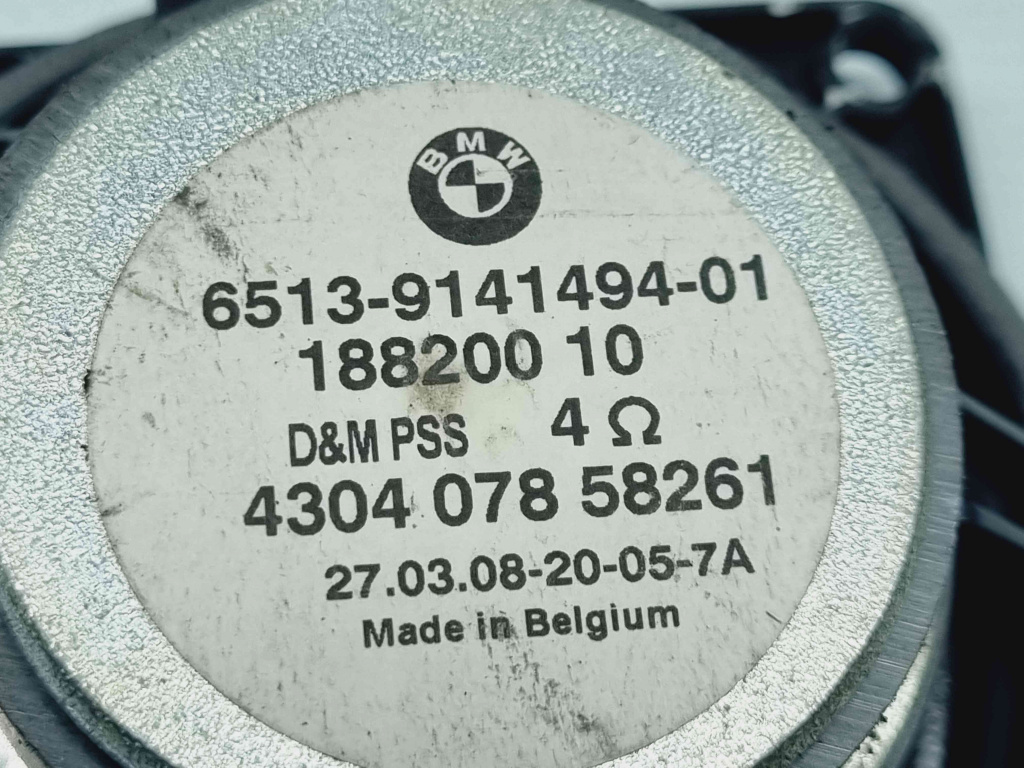 BMW
6513-9141494-01
188200 10
D&M PSS 4 Ω
4304 078 58261
27.03.08-20-05-7A
Made in Belgium